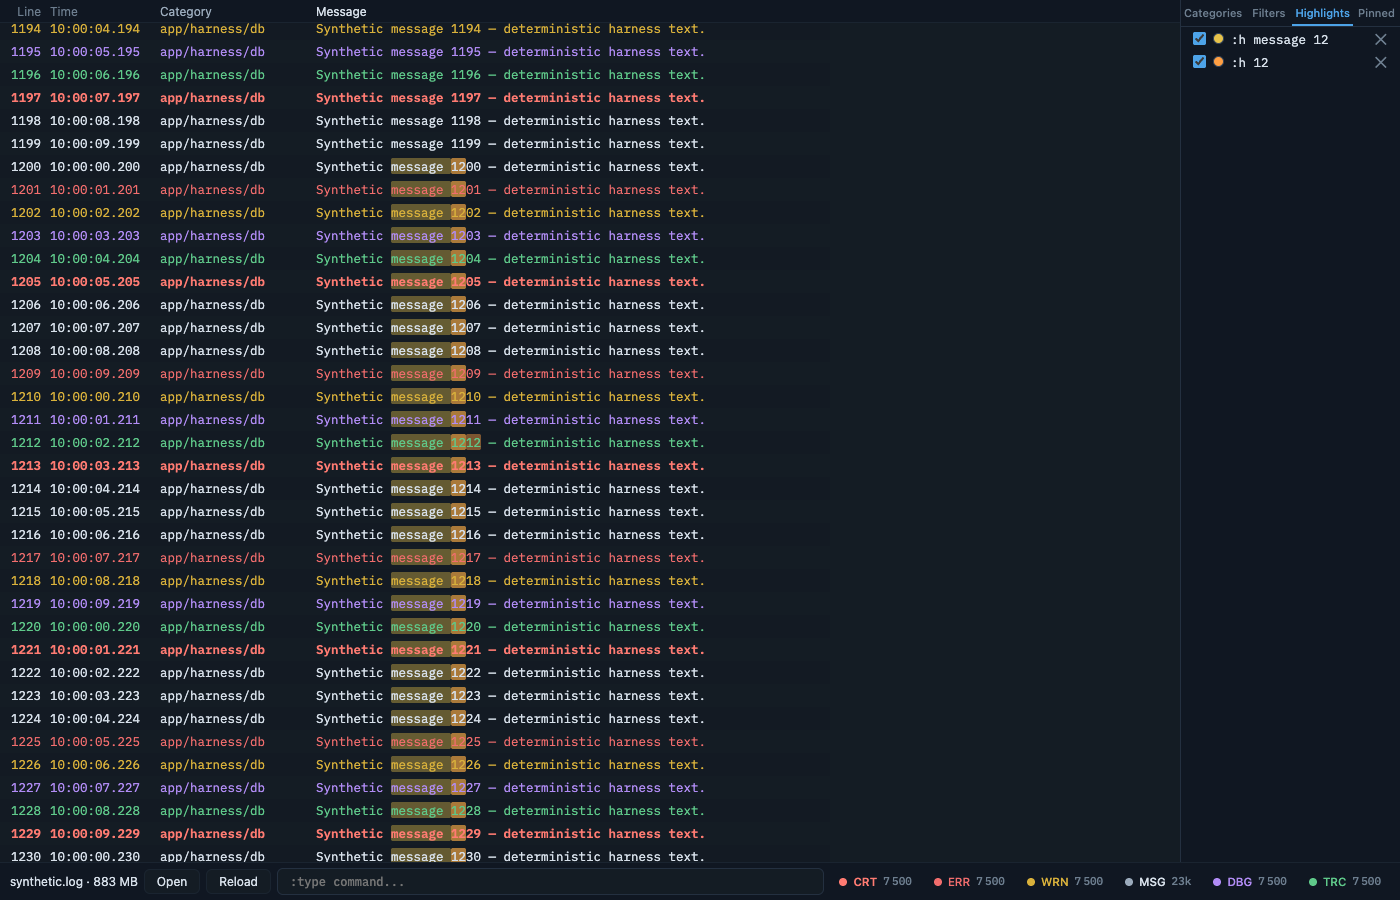 Line Time Category Message Categories Filters Highlights Pinned
1194 10:00:04.194 app/harness/db Synthetic message 1194 — deterministic harness text. :h message 12
1195 10:00:05.195 app/harness/db Synthetic message 1195 — deterministic harness text. :h 12
1196 10:00:06.196 app/harness/db Synthetic message 1196 — deterministic harness text.
1197 10:00:07.197 app/harness/db Synthetic message 1197 — deterministic harness text.
1198 10:00:08.198 app/harness/db Synthetic message 1198 — deterministic harness text.
1199 10:00:09.199 app/harness/db Synthetic message 1199 — deterministic harness text.
1200 10:00:00.200 app/harness/db Synthetic message 1200 — deterministic harness text.
1201 10:00:01.201 app/harness/db Synthetic message 1201 — deterministic harness text.
1202 10:00:02.202 app/harness/db Synthetic message 1202 — deterministic harness text.
1203 10:00:03.203 app/harness/db Synthetic message 1203 — deterministic harness text.
1204 10:00:04.204 app/harness/db Synthetic message 1204 — deterministic harness text.
1205 10:00:05.205 app/harness/db Synthetic message 1205 — deterministic harness text.
1206 10:00:06.206 app/harness/db Synthetic message 1206 — deterministic harness text.
1207 10:00:07.207 app/harness/db Synthetic message 1207 — deterministic harness text.
1208 10:00:08.208 app/harness/db Synthetic message 1208 — deterministic harness text.
1209 10:00:09.209 app/harness/db Synthetic message 1209 — deterministic harness text.
1210 10:00:00.210 app/harness/db Synthetic message 1210 — deterministic harness text.
1211 10:00:01.211 app/harness/db Synthetic message 1211 — deterministic harness text.
1212 10:00:02.212 app/harness/db Synthetic message 1212 — deterministic harness text.
1213 10:00:03.213 app/harness/db Synthetic message 1213 — deterministic harness text.
1214 10:00:04.214 app/harness/db Synthetic message 1214 — deterministic harness text.
1215 10:00:05.215 app/harness/db Synthetic message 1215 — deterministic harness text.
1216 10:00:06.216 app/harness/db Synthetic message 1216 — deterministic harness text.
1217 10:00:07.217 app/harness/db Synthetic message 1217 — deterministic harness text.
1218 10:00:08.218 app/harness/db Synthetic message 1218 — deterministic harness text.
1219 10:00:09.219 app/harness/db Synthetic message 1219 — deterministic harness text.
1220 10:00:00.220 app/harness/db Synthetic message 1220 — deterministic harness text.
1221 10:00:01.221 app/harness/db Synthetic message 1221 — deterministic harness text.
1222 10:00:02.222 app/harness/db Synthetic message 1222 — deterministic harness text.
1223 10:00:03.223 app/harness/db Synthetic message 1223 — deterministic harness text.
1224 10:00:04.224 app/harness/db Synthetic message 1224 — deterministic harness text.
1225 10:00:05.225 app/harness/db Synthetic message 1225 — deterministic harness text.
1226 10:00:06.226 app/harness/db Synthetic message 1226 — deterministic harness text.
1227 10:00:07.227 app/harness/db Synthetic message 1227 — deterministic harness text.
1228 10:00:08.228 app/harness/db Synthetic message 1228 — deterministic harness text.
1229 10:00:09.229 app/harness/db Synthetic message 1229 — deterministic harness text.
1230 10:00:00.230 app/harness/db Synthetic message 1230 — deterministic harness text.
synthetic.log · 883 MB Open Reload :type command... CRT 7 500 ERR 7 500 WRN 7 500 MSG 23k DBG 7 500 TRC 7 500